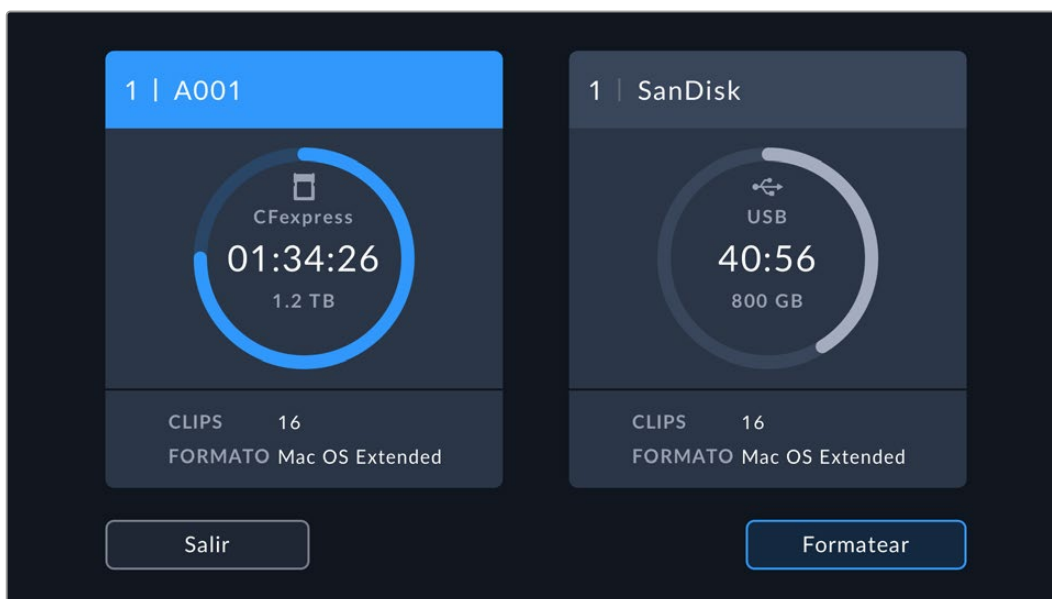 1 | A001
CFexpress
01:34:26
1.2 TB
CLIPS 16
FORMATO Mac OS Extended
1 | SanDisk
USB
40:56
800 GB
CLIPS 16
FORMATO Mac OS Extended
Salir
Formatear